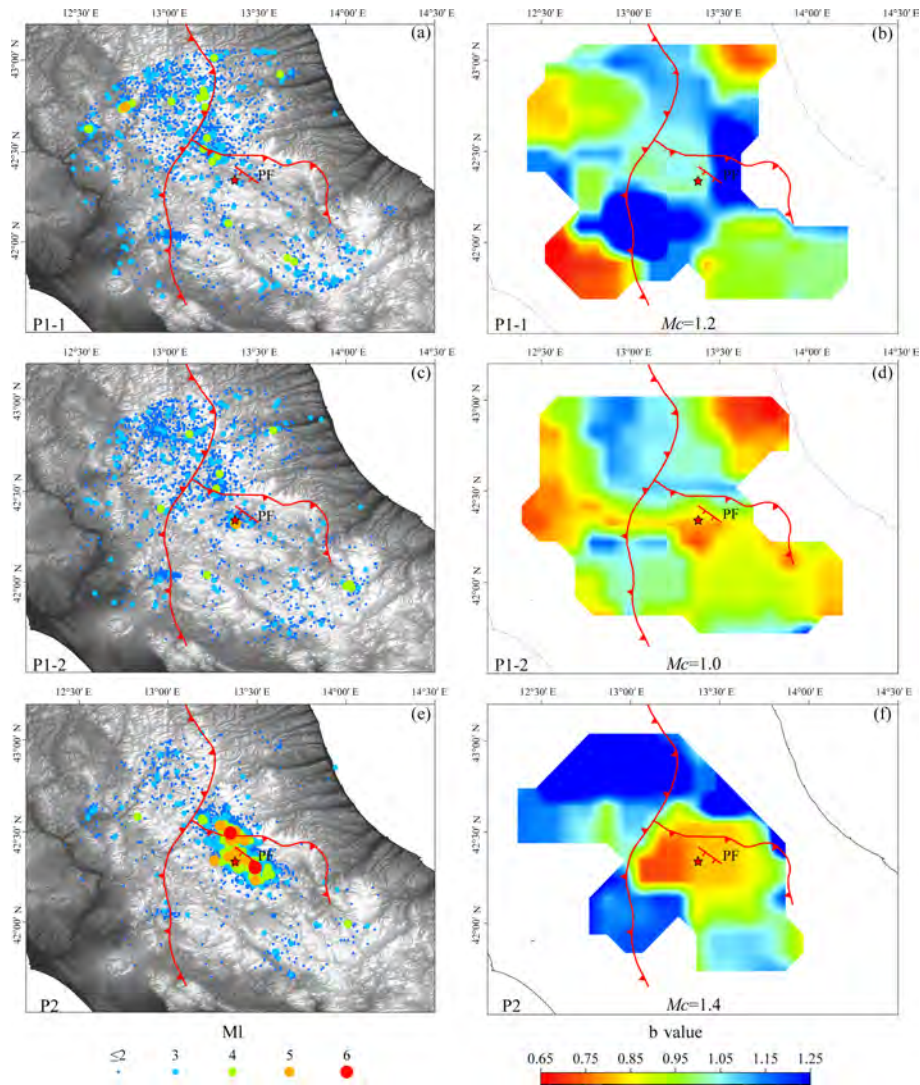 12°30' E 13°00' E 13°30' E 14°00' E 14°30' E 12°30' E 13°00' E 13°30' E 14°00' E 14°30' E
(a) (b)
43°00' N 43°00' N
42°30' N 42°30' N
PF PF
42°00' N 42°00' N
P1-1 P1-1 Mc=1.2
12°30' E 13°00' E 13°30' E 14°00' E 14°30' E 12°30' E 13°00' E 13°30' E 14°00' E 14°30' E
(c) (d)
43°00' N 43°00' N
42°30' N 42°30' N
PF PF
42°00' N 42°00' N
P1-2 P1-2 Mc=1.0
12°30' E 13°00' E 13°30' E 14°00' E 14°30' E 12°30' E 13°00' E 13°30' E 14°00' E 14°30' E
(e) (f)
43°00' N 43°00' N
42°30' N 42°30' N
PF PF
42°00' N 42°00' N
P2 P2 Mc=1.4
Ml b value
≤2 3 4 5 6
0.65 0.75 0.85 0.95 1.05 1.15 1.25